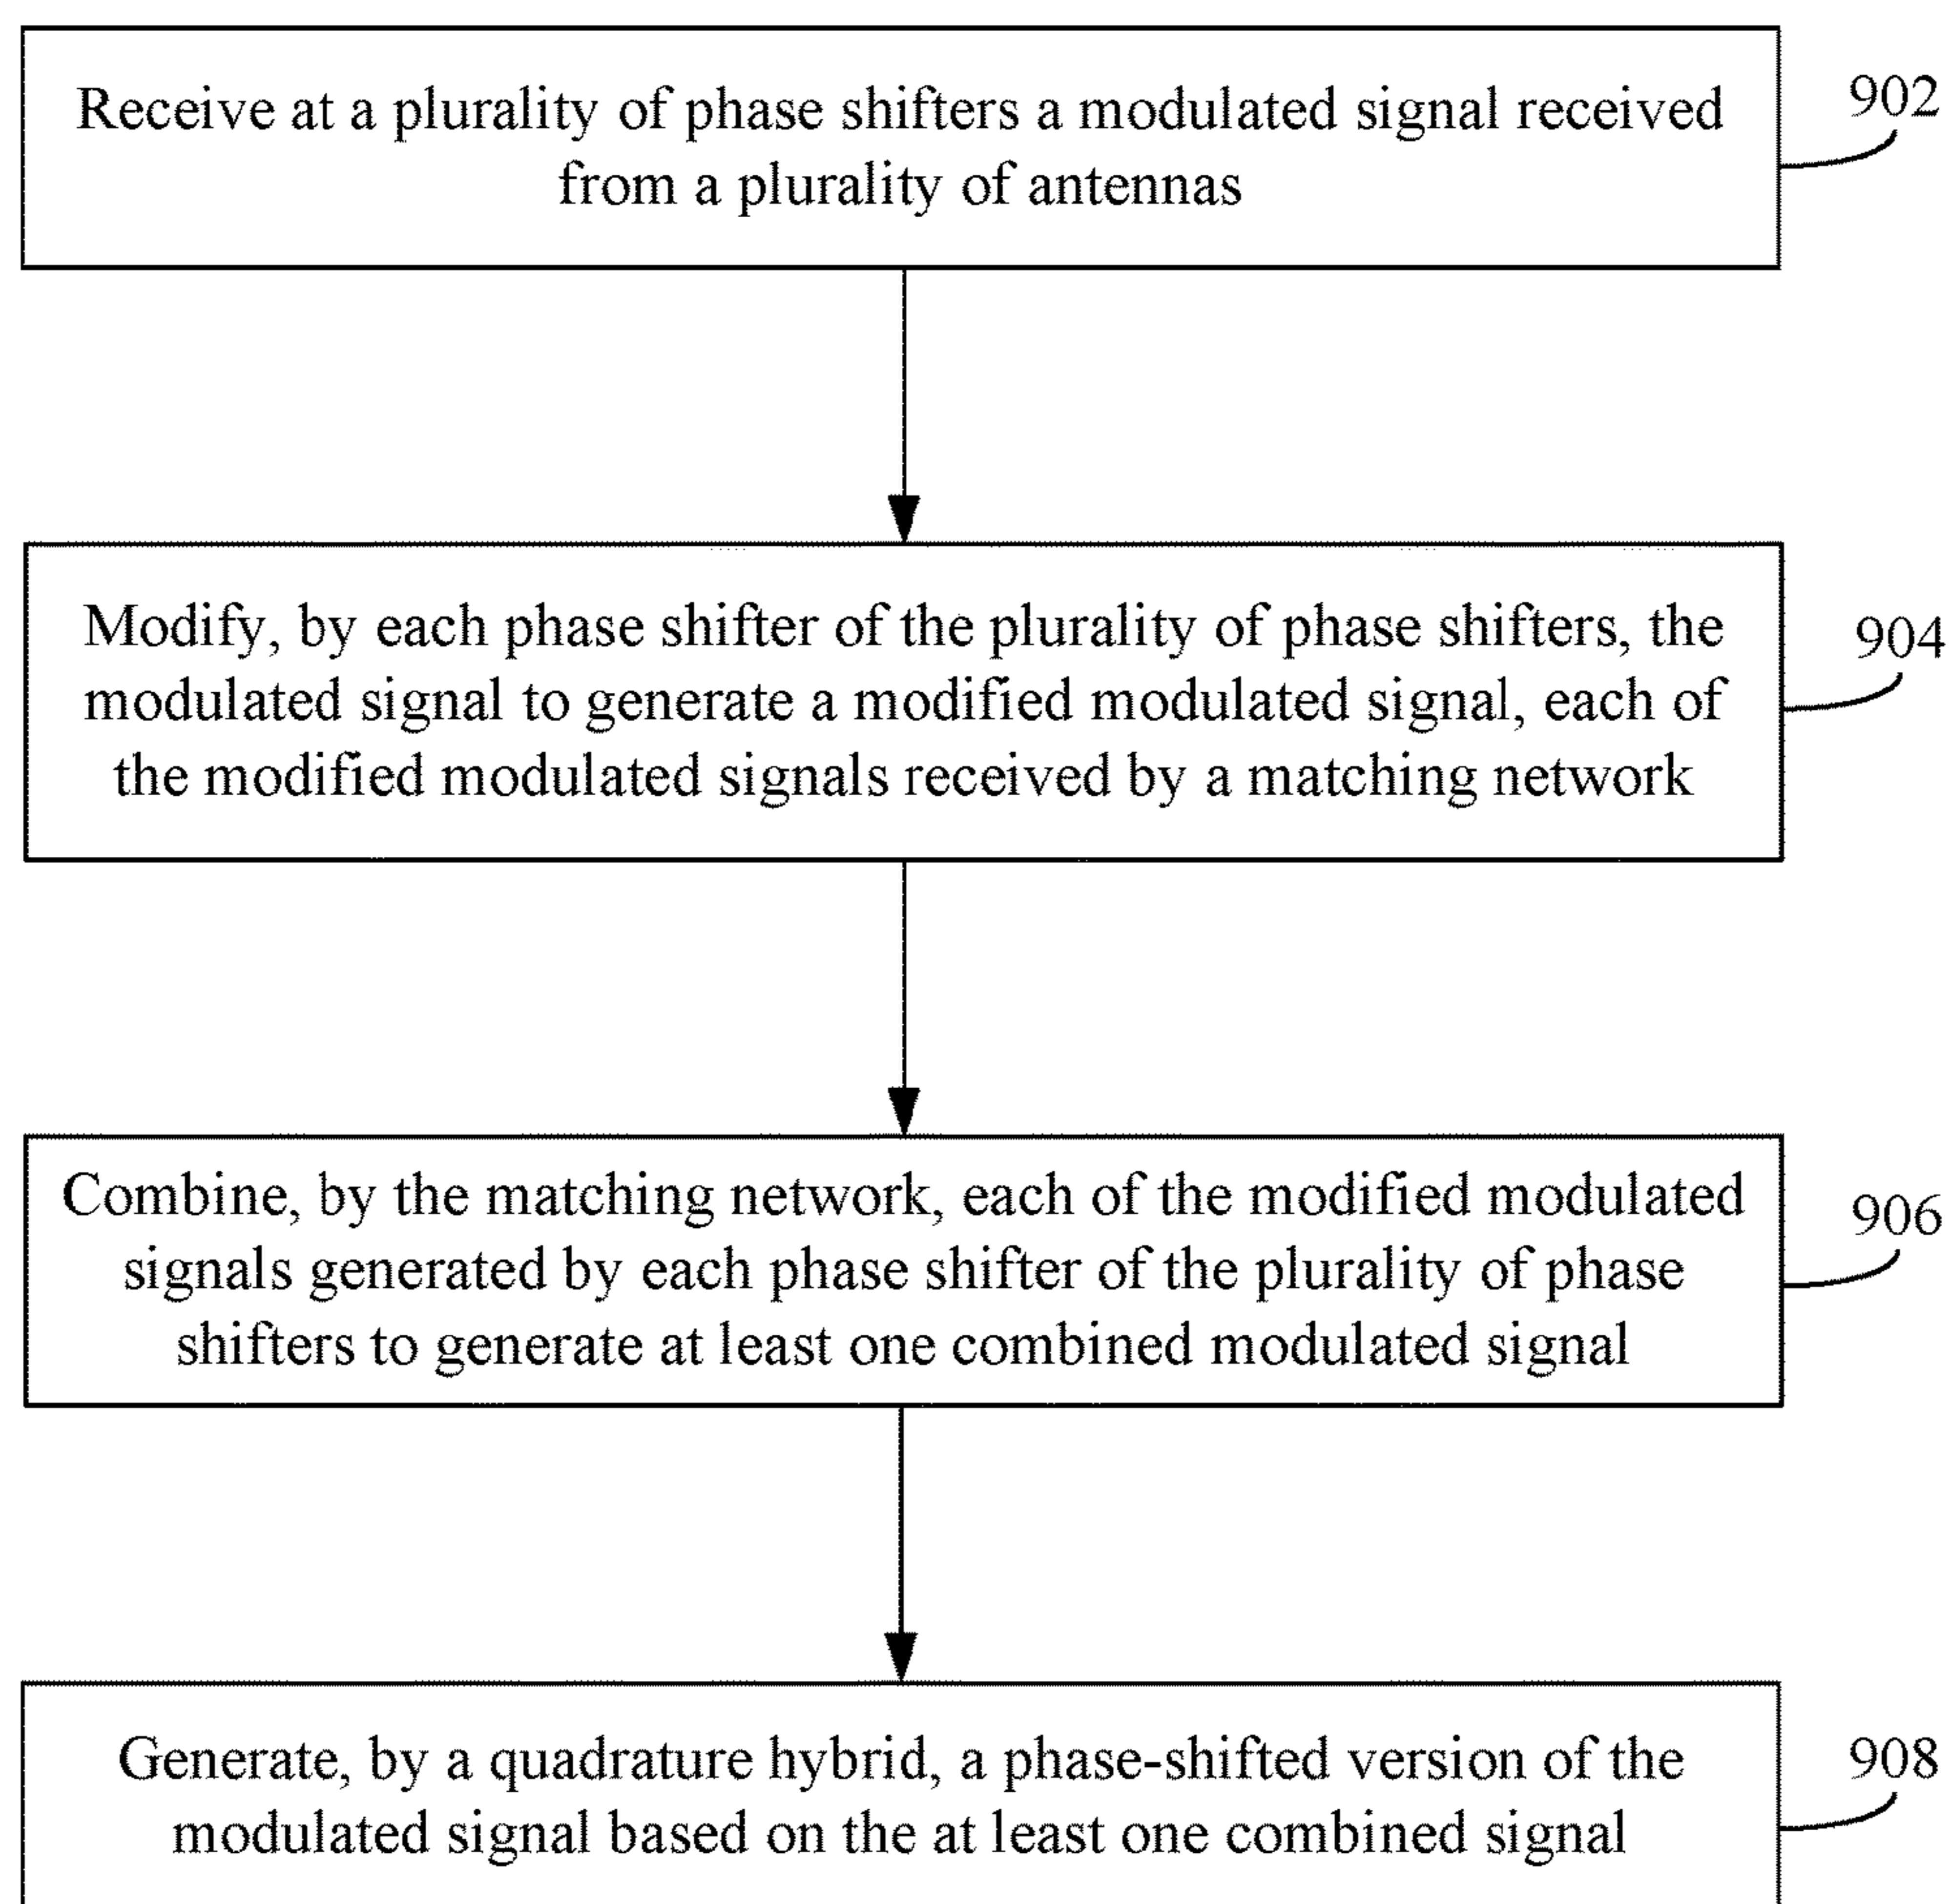 Receive at a plurality of phase shifters a modulated signal received
from a plurality of antennas
902
Modify, by each phase shifter of the plurality of phase shifters, the
modulated signal to generate a modified modulated signal, each of
the modified modulated signals received by a matching network
904
Combine, by the matching network, each of the modified modulated
signals generated by each phase shifter of the plurality of phase
shifters to generate at least one combined modulated signal
906
Generate, by a quadrature hybrid, a phase-shifted version of the
modulated signal based on the at least one combined signal
908